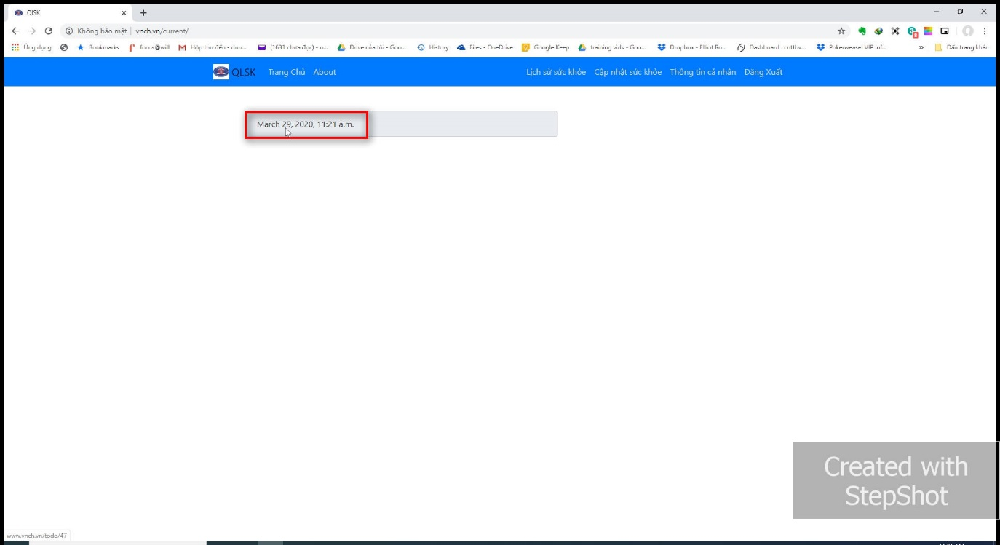 QlSK
Không bảo mật | vnch.vn/current/
Ứng dụng Bookmarks focus@will Hộp thư đến - dun... (1631 chưa đọc) - o... Drive của tôi - Goo... History Files - OneDrive Google Keep training vids - Goo... Dropbox - Elliot Ro... Dashboard : cnttbv... Pokerweasel VIP inf... » Dấu trang khác
QLSK Trang Chủ About Lịch sử sức khỏe Cập nhật sức khỏe Thông tin cá nhân Đăng Xuất
March 29, 2020, 11:21 a.m.
Created with
StepShot
www.vnch.vn/todo/47